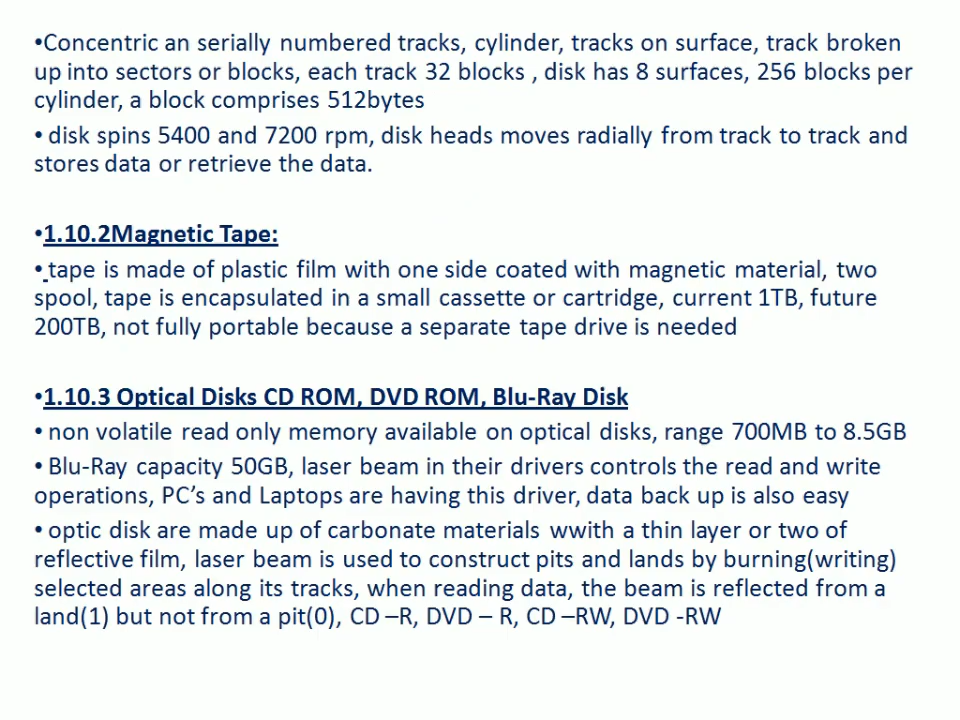 •Concentric an serially numbered tracks, cylinder, tracks on surface, track broken
up into sectors or blocks, each track 32 blocks , disk has 8 surfaces, 256 blocks per
cylinder, a block comprises 512bytes
• disk spins 5400 and 7200 rpm, disk heads moves radially from track to track and
stores data or retrieve the data.
•1.10.2Magnetic Tape:
• tape is made of plastic film with one side coated with magnetic material, two
spool, tape is encapsulated in a small cassette or cartridge, current 1TB, future
200TB, not fully portable because a separate tape drive is needed
•1.10.3 Optical Disks CD ROM, DVD ROM, Blu-Ray Disk
• non volatile read only memory available on optical disks, range 700MB to 8.5GB
• Blu-Ray capacity 50GB, laser beam in their drivers controls the read and write
operations, PC’s and Laptops are having this driver, data back up is also easy
• optic disk are made up of carbonate materials wwith a thin layer or two of
reflective film, laser beam is used to construct pits and lands by burning(writing)
selected areas along its tracks, when reading data, the beam is reflected from a
land(1) but not from a pit(0), CD –R, DVD – R, CD –RW, DVD -RW